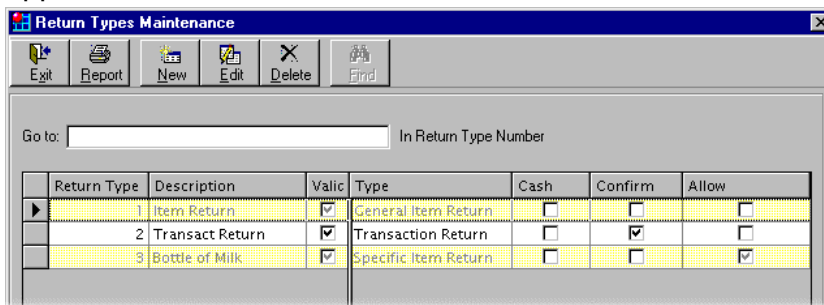 Return Types Maintenance
Exit Report New Edit Delete Find
Go to: In Return Type Number
Return Type Description Valic Type Cash Confirm Allow
1 Item Return General Item Return
2 Transact Return Transaction Return
3 Bottle of Milk Specific Item Return